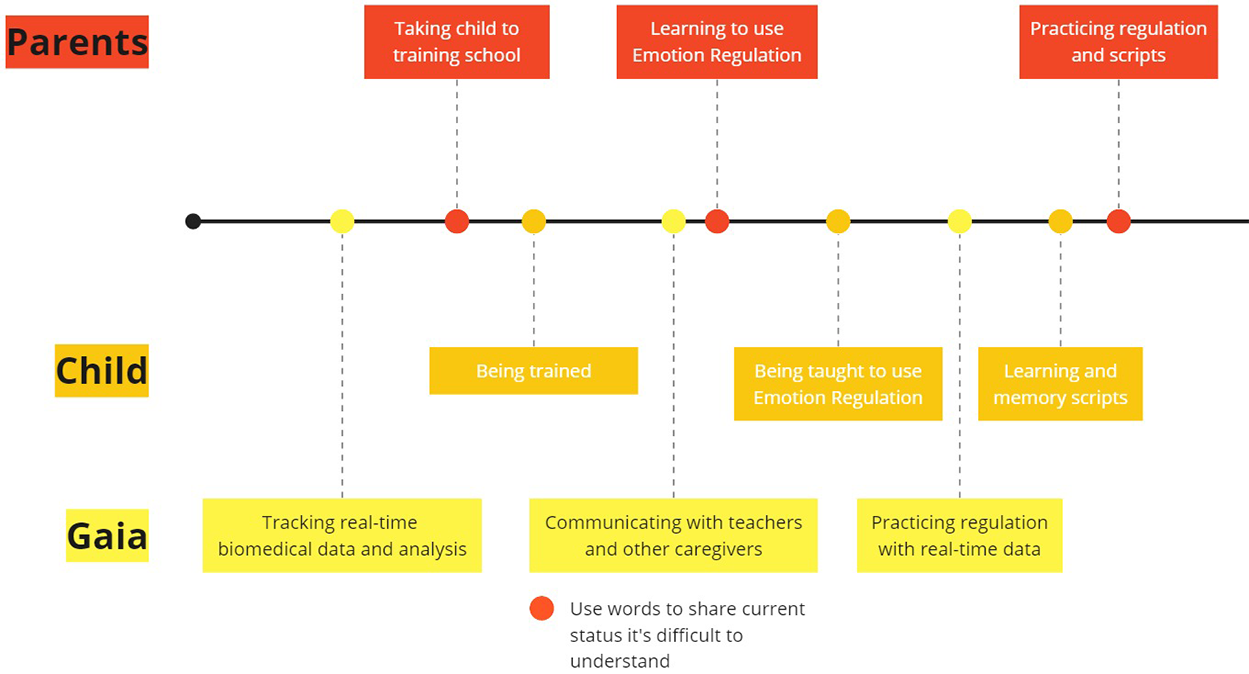 Parents
Taking child to
training school
Learning to use
Emotion Regulation
Practicing regulation
and scripts
Child
Being trained
Being taught to use
Emotion Regulation
Learning and
memory scripts
Gaia
Tracking real-time
biomedical data and analysis
Communicating with teachers
and other caregivers
Practicing regulation
with real-time data
Use words to share current
status it's difficult to
understand